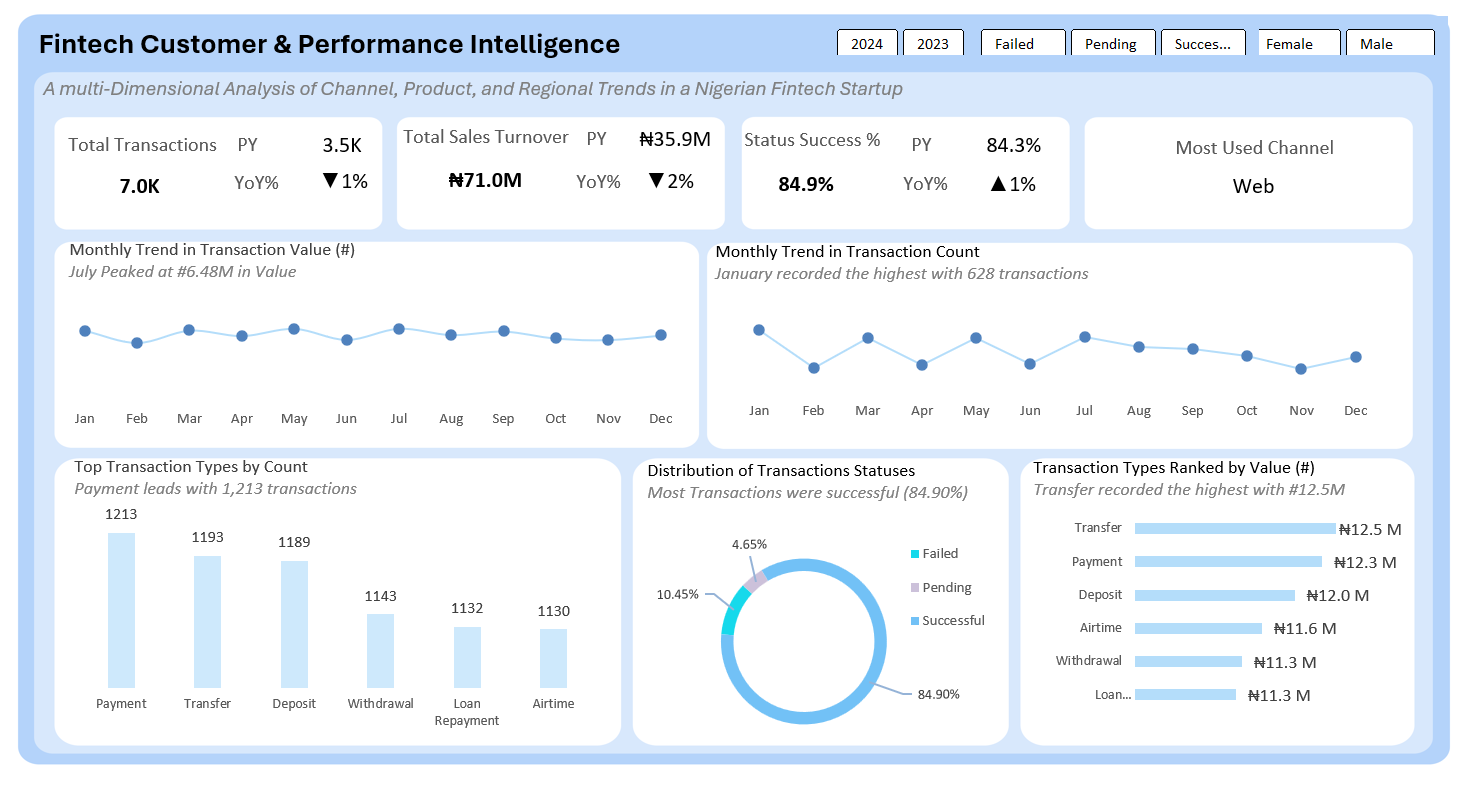 Fintech Customer & Performance Intelligence
2024 2023 Failed Pending Succes... Female Male
A multi-Dimensional Analysis of Channel, Product, and Regional Trends in a Nigerian Fintech Startup
Total Transactions PY 3.5K
7.0K YoY% ▼1%
Total Sales Turnover PY ₦35.9M
₦71.0M YoY% ▼2%
Status Success % PY 84.3%
84.9% YoY% ▲1%
Most Used Channel
Web
Monthly Trend in Transaction Value (#)
July Peaked at #6.48M in Value
Jan Feb Mar Apr May Jun Jul Aug Sep Oct Nov Dec
Monthly Trend in Transaction Count
January recorded the highest with 628 transactions
Jan Feb Mar Apr May Jun Jul Aug Sep Oct Nov Dec
Top Transaction Types by Count
Payment leads with 1,213 transactions
1213 1193 1189 1143 1132 1130
Payment Transfer Deposit Withdrawal Loan Airtime
Repayment
Distribution of Transactions Statuses
Most Transactions were successful (84.90%)
4.65%
10.45%
84.90%
Failed
Pending
Successful
Transaction Types Ranked by Value (#)
Transfer recorded the highest with #12.5M
Transfer ₦12.5 M
Payment ₦12.3 M
Deposit ₦12.0 M
Airtime ₦11.6 M
Withdrawal ₦11.3 M
Loan... ₦11.3 M